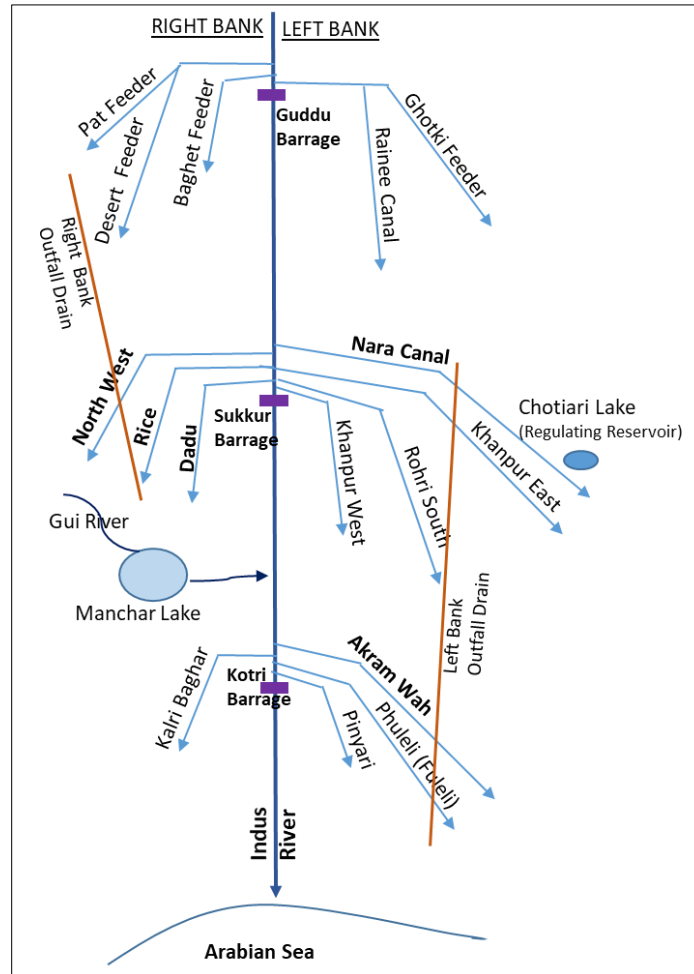 RIGHT BANK
LEFT BANK
Pat Feeder
Desert Feeder
Baghet Feeder
Guddu
Barrage
Rainee Canal
Ghotki Feeder
Right Bank
Outfall Drain
North West
Rice
Dadu
Sukkur
Barrage
Nara Canal
Khanpur West
Rohri South
Khanpur East
Chotiari Lake
(Regulating Reservoir)
Gui River
Manchar Lake
Left Bank
Outfall Drain
Kalri Baghar
Kotri
Barrage
Akram Wah
Phuleli (Fuleli)
Pinyari
Indus
River
Arabian Sea